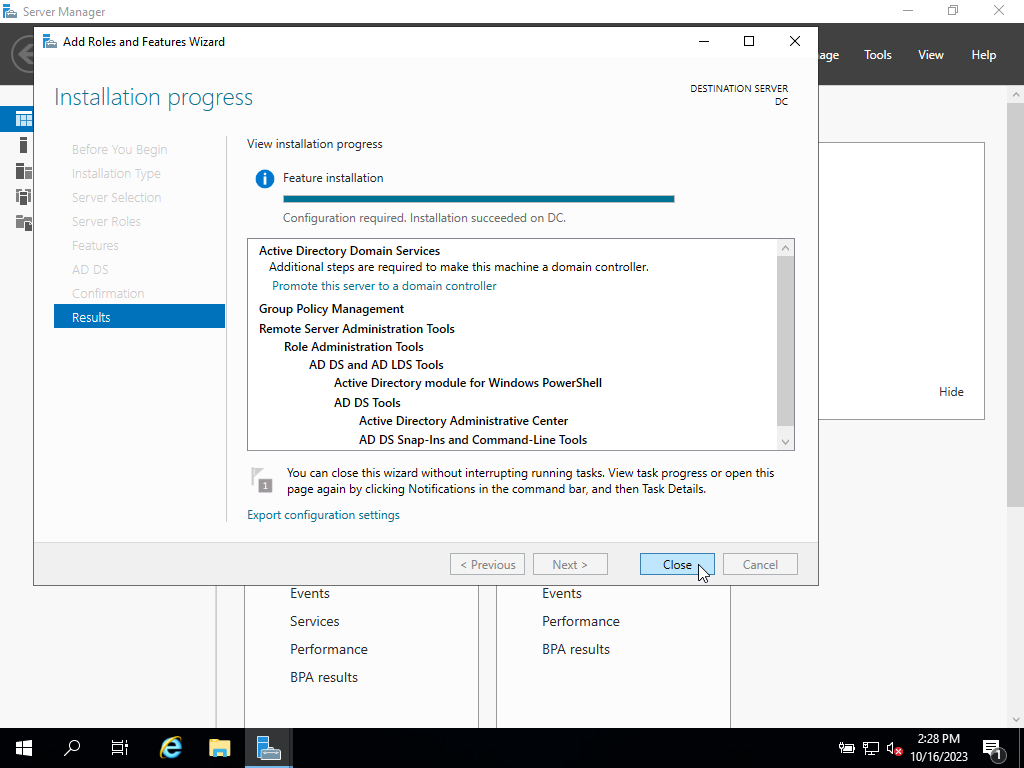 Server Manager
Add Roles and Features Wizard
Tools
View
Help
Installation progress
DESTINATION SERVER
DC
Before You Begin
Installation Type
Server Selection
Server Roles
Features
AD DS
Confirmation
Results
View installation progress
Feature installation
Configuration required. Installation succeeded on DC.
Active Directory Domain Services
Additional steps are required to make this machine a domain controller.
Promote this server to a domain controller
Group Policy Management
Remote Server Administration Tools
Role Administration Tools
AD DS and AD LDS Tools
Active Directory module for Windows PowerShell
AD DS Tools
Active Directory Administrative Center
AD DS Snap-Ins and Command-Line Tools
1
You can close this wizard without interrupting running tasks. View task progress or open this
page again by clicking Notifications in the command bar, and then Task Details.
Export configuration settings
Hide
< Previous
Next >
Close
Cancel
Events
Services
Performance
BPA results
Events
Performance
BPA results
2:28 PM
10/16/2023
1